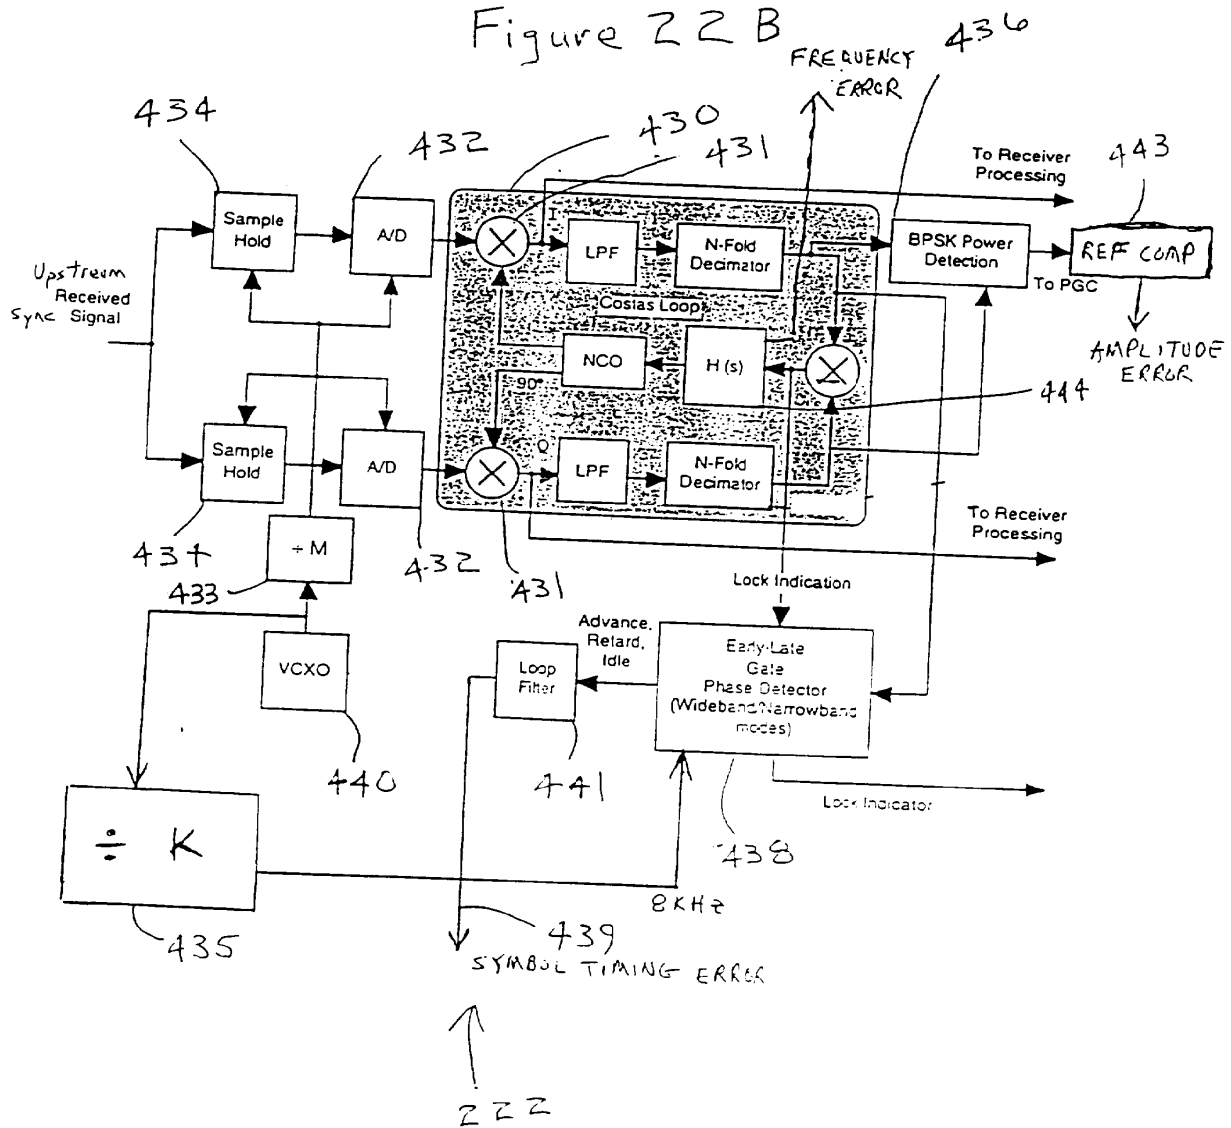 Figure 22B
436
FREQUENCY
ERROR
434
432
430
431
To Receiver
Processing
443
Sample
Hold
A/D
I
LPF
N-Fold
Decimator
BPSK Power
Detection
REF COMP
To PGC
Upstream
Received
Sync Signal
Costas Loop
NCO
H(s)
90°
AMPLITUDE
ERROR
444
Sample
Hold
A/D
Q
LPF
N-Fold
Decimator
To Receiver
Processing
434
÷ M
433
432
431
Lock Indication
VCXO
Advance,
Retard,
Idle
Loop
Filter
Early-Late
Gate
Phase Detector
(Wideband/Narrowband
modes)
440
441
Lock Indicator
÷ K
438
8KHz
435
439
SYMBOL TIMING ERROR
222